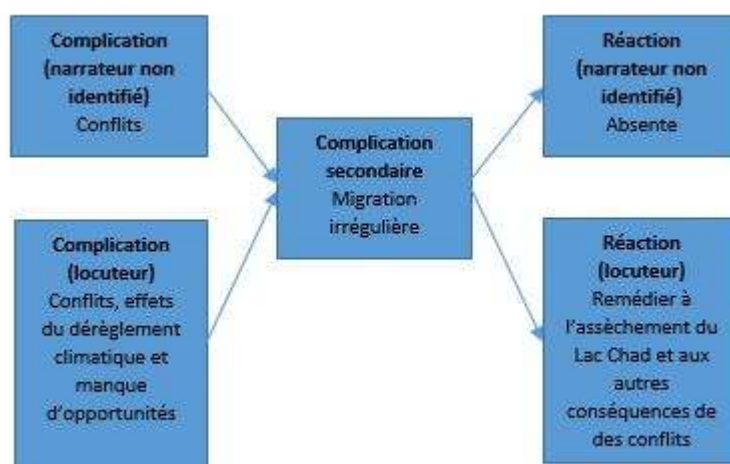 Complication
(narrateur non
identifié)
Conflits
Complication
(locuteur)
Conflits, effets
du dérèglement
climatique et
manque
d'opportunités
Complication
secondaire
Migration
irrégulière
Réaction
(narrateur non
identifié)
Absente
Réaction
(locuteur)
Remédier à
l'assèchement du
Lac Chad et aux
autres
conséquences de
des conflits